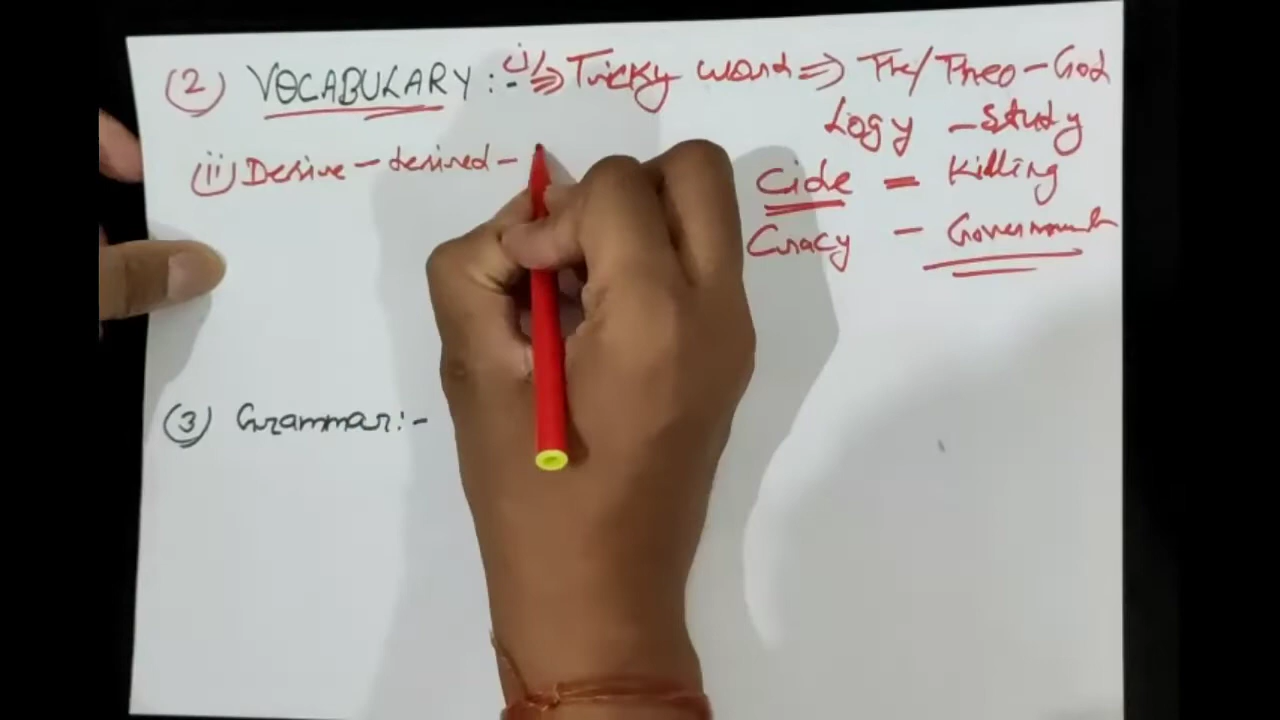 (2) VOCABULARY :- (i) ⇒ Tricky word ⇒ The/Theo - God
Logy - Study
(ii) Desire - desired -
Cide = Killing
Cracy - Government
(3) Grammar :-